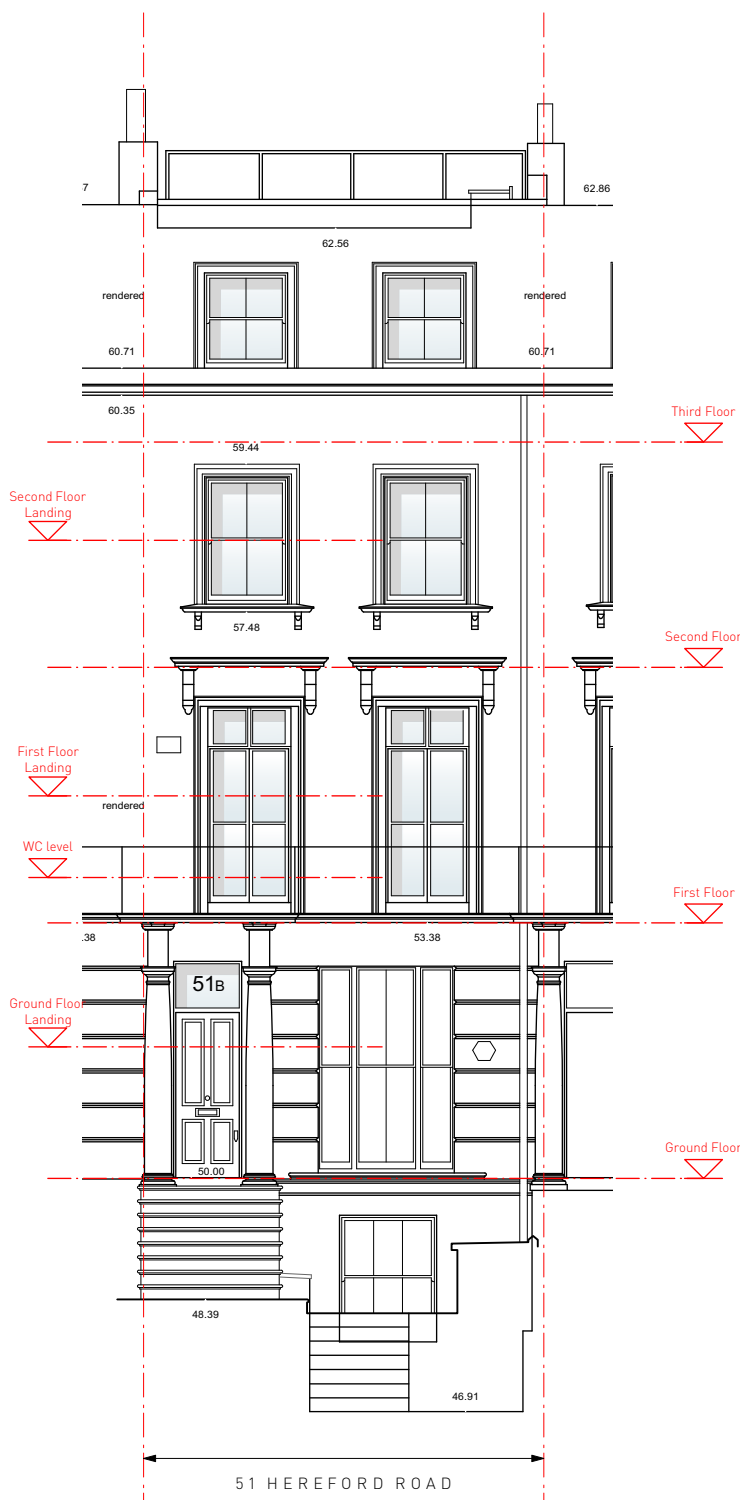 7
62.86
62.56
rendered
rendered
60.71
60.71
60.35
Third Floor
59.44
Second Floor
Landing
57.48
Second Floor
First Floor
Landing
rendered
WC level
First Floor
.38
53.38
51B
Ground Floor
Landing
Ground Floor
50.00
48.39
46.91
51 HEREFORD ROAD